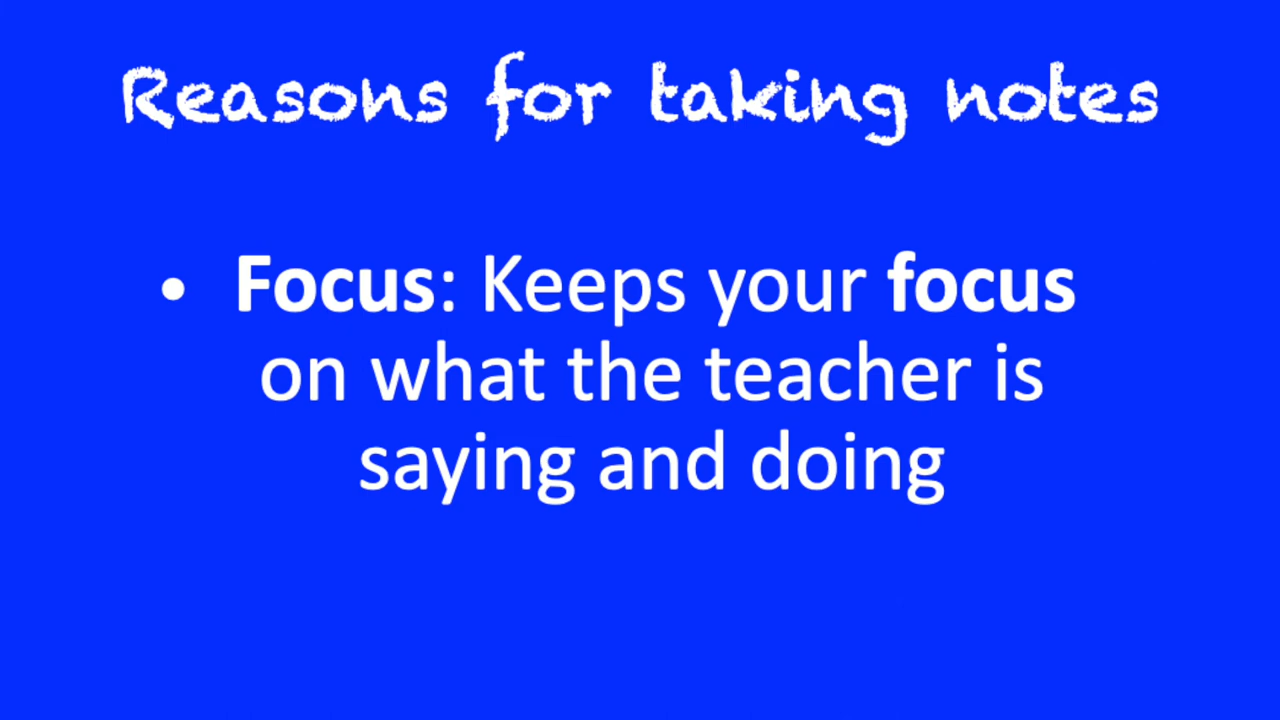 Reasons for taking notes
• Focus: Keeps your focus
on what the teacher is
saying and doing